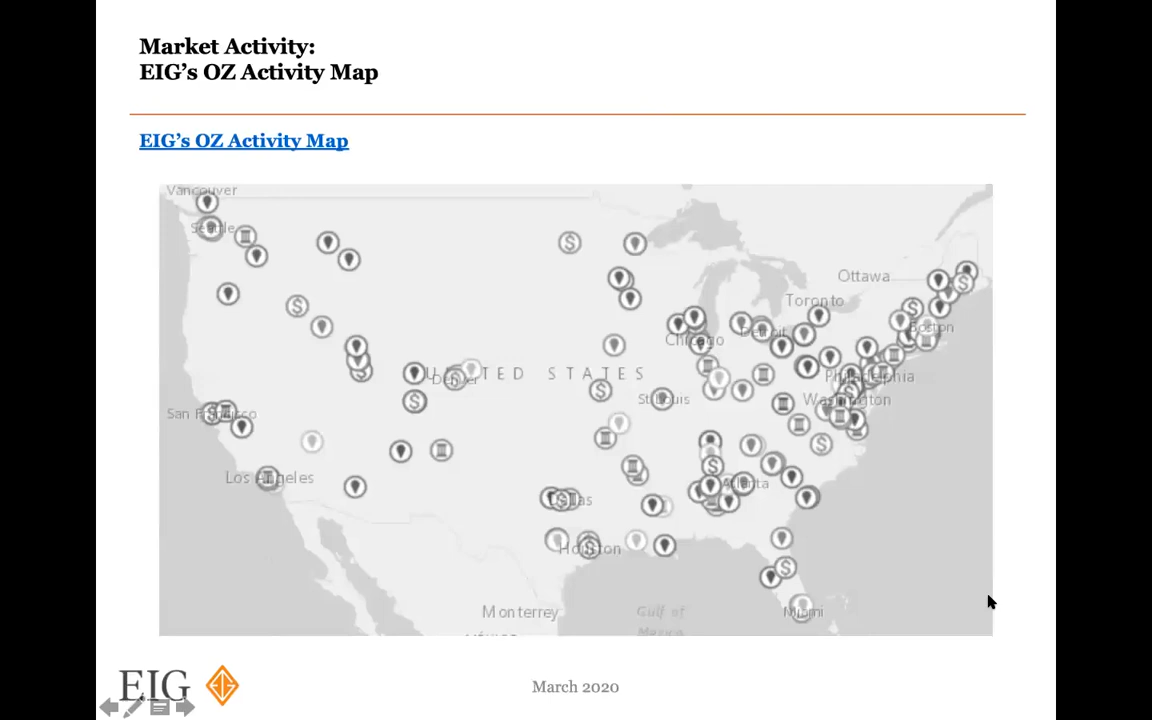 Market Activity:
EIG's OZ Activity Map
EIG's OZ Activity Map
Vancouver
Seattle
Ottawa
Toronto
Boston
Detroit
Chicago
UNITED STATES
Denver
Philadelphia
San Francisco
St Louis
Washington
Los Angeles
Atlanta
Dallas
Houston
Monterrey
Gulf of
Mexico
Miami
EIG
March 2020